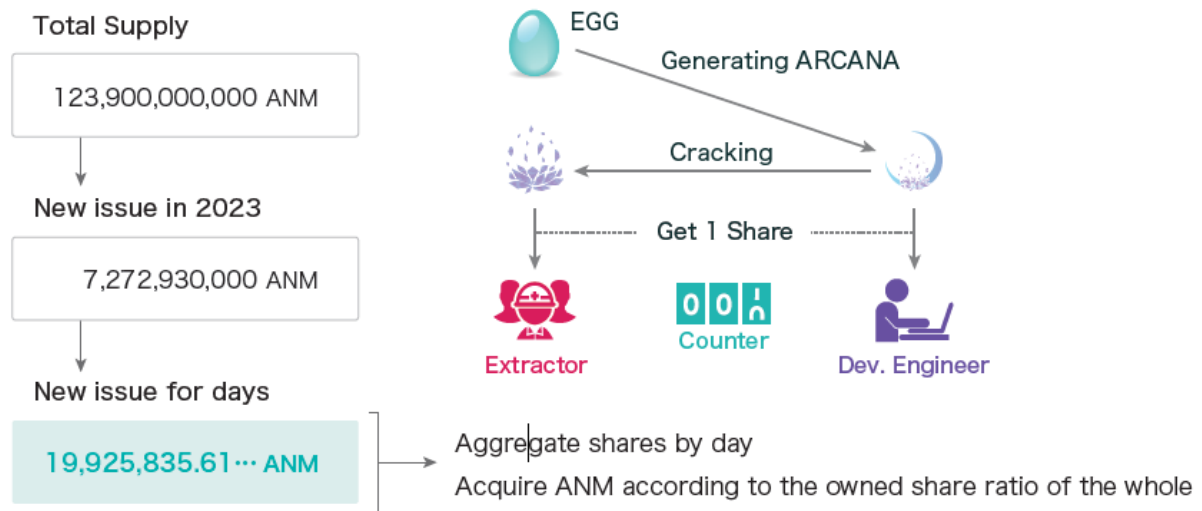 Total Supply
123,900,000,000 ANM
New issue in 2023
7,272,930,000 ANM
New issue for days
19,925,835.61··· ANM
EGG
Generating ARCANA
Cracking
Get 1 Share
001
Extractor
Counter
Dev. Engineer
Aggregate shares by day
Acquire ANM according to the owned share ratio of the whole